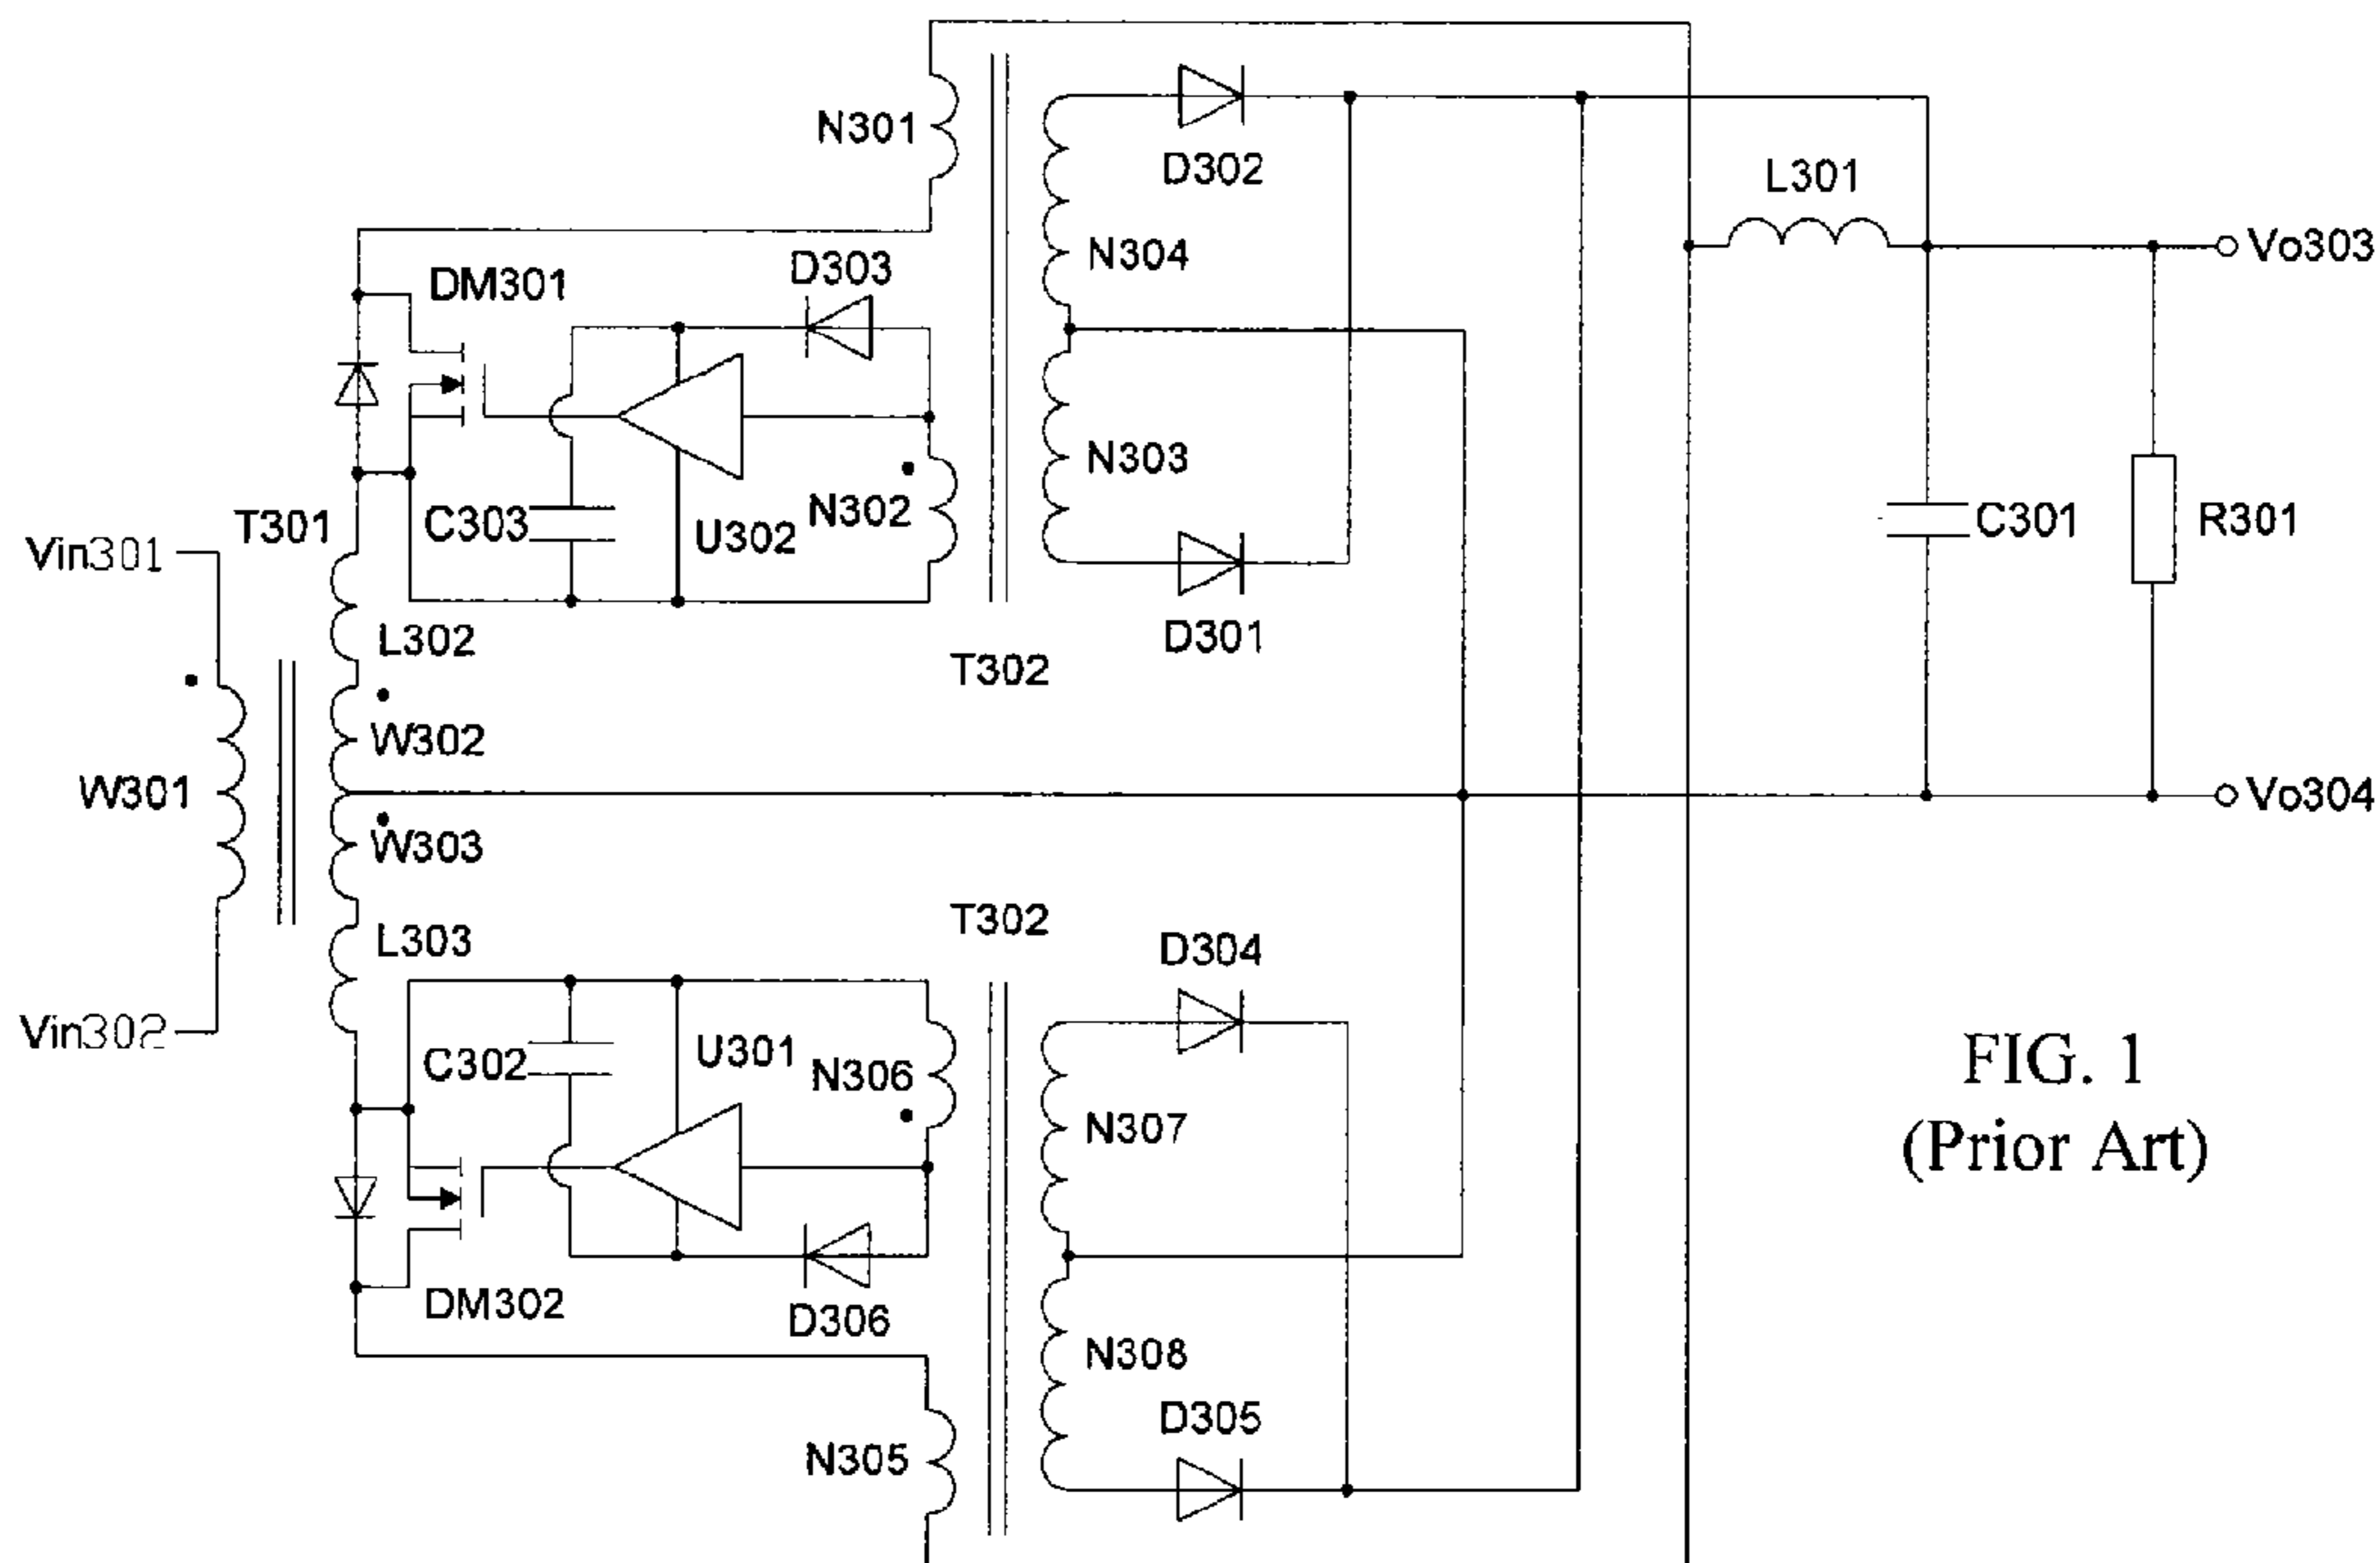 N301
D302
L301
N304
Vo303
D303
DM301
N303
T301
C303
U302
N302
C301
R301
Vin301
L302
D301
T302
W302
W301
Vo304
W303
T302
L303
D304
Vin302
C302
U301
N306
N307
FIG. 1
(Prior Art)
DM302
D306
N308
D305
N305